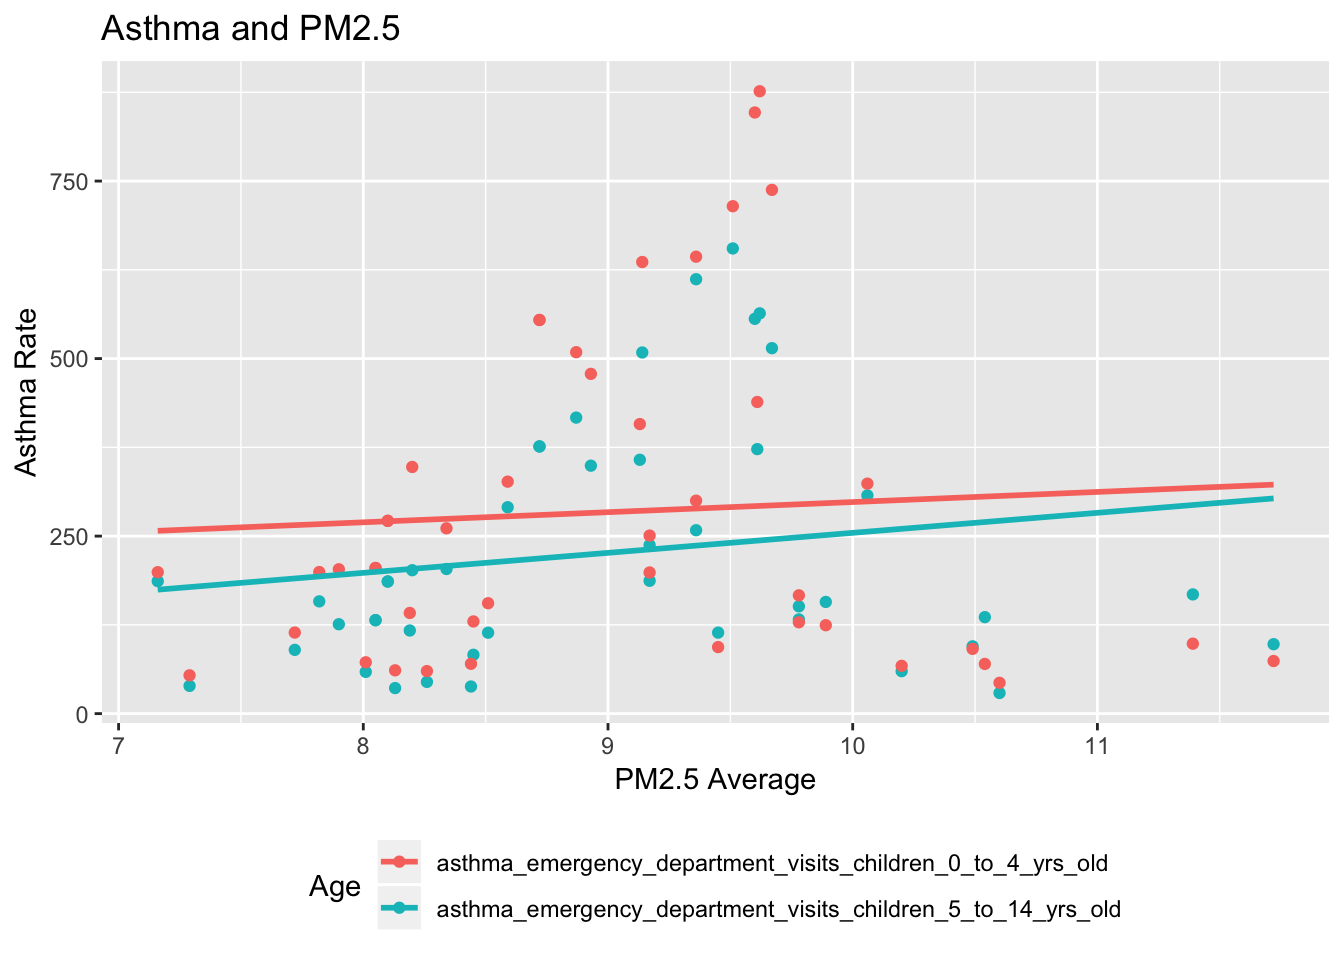 Asthma and PM2.5
Asthma Rate
750
500
250
0
7 8 9 10 11
PM2.5 Average
Age
asthma_emergency_department_visits_children_0_to_4_yrs_old
asthma_emergency_department_visits_children_5_to_14_yrs_old